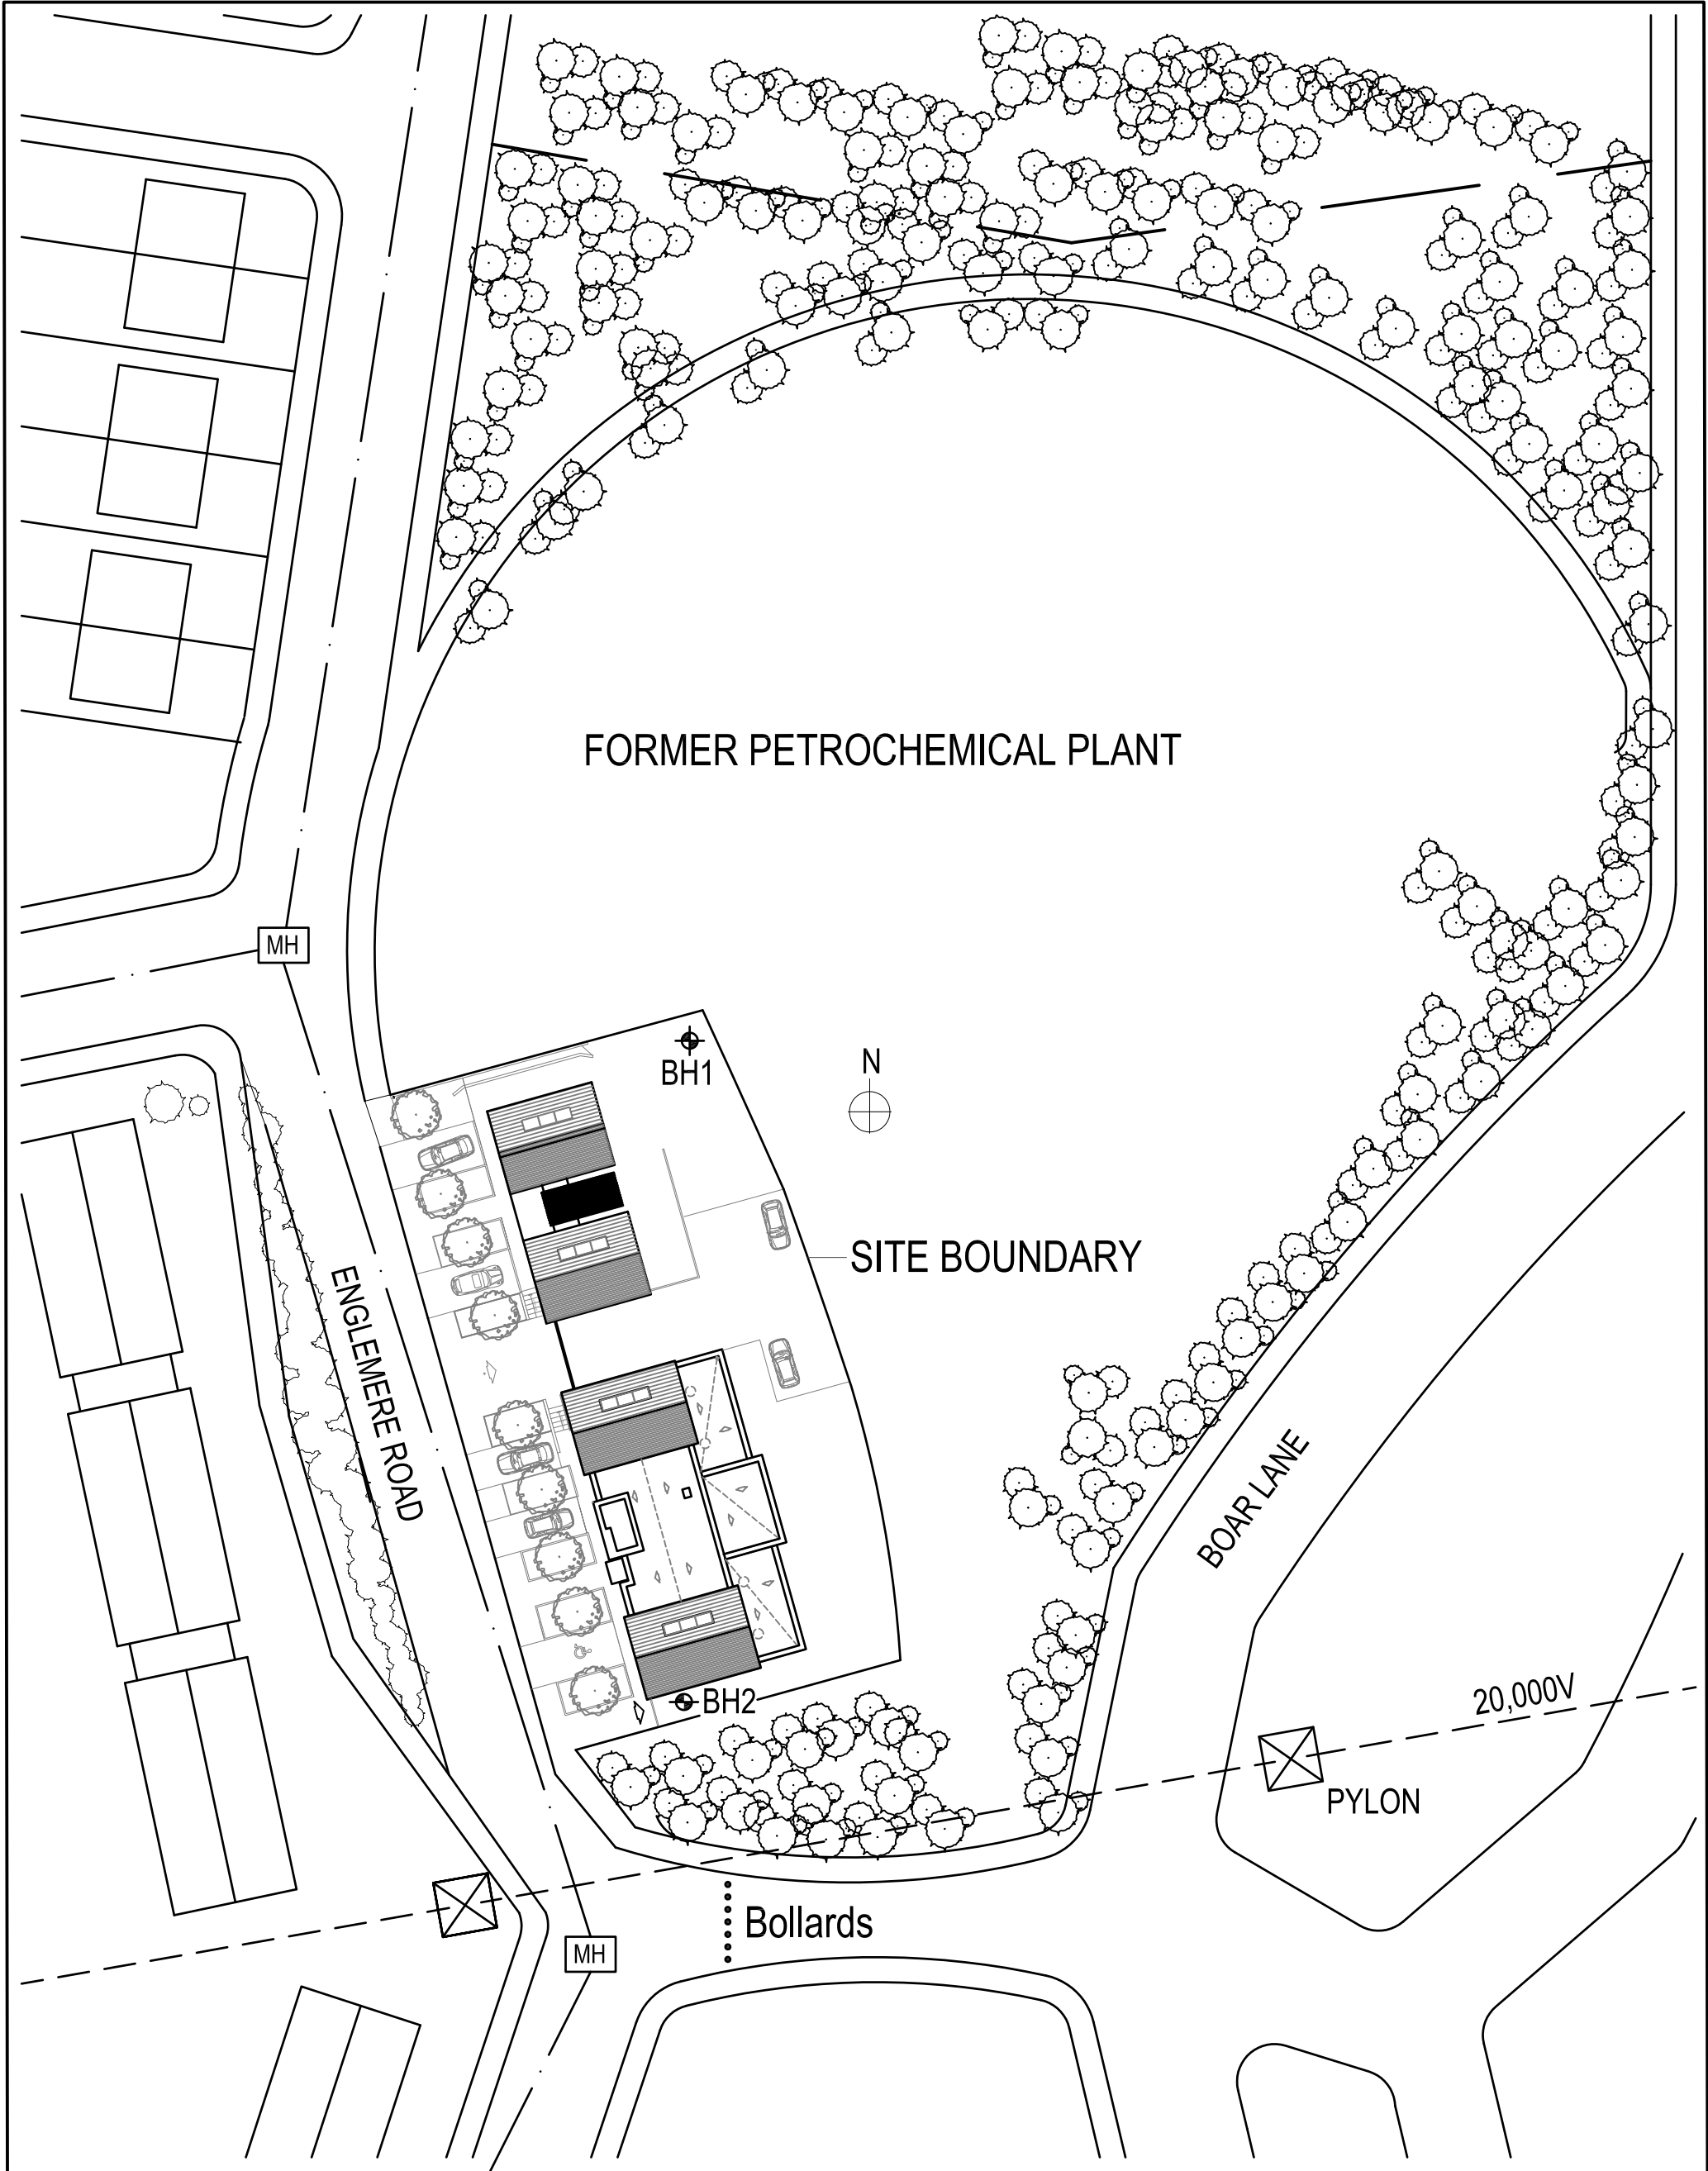 FORMER PETROCHEMICAL PLANT
MH
BH1
N
SITE BOUNDARY
ENGLEMERE ROAD
BOAR LANE
BH2
20,000V
PYLON
Bollards
MH